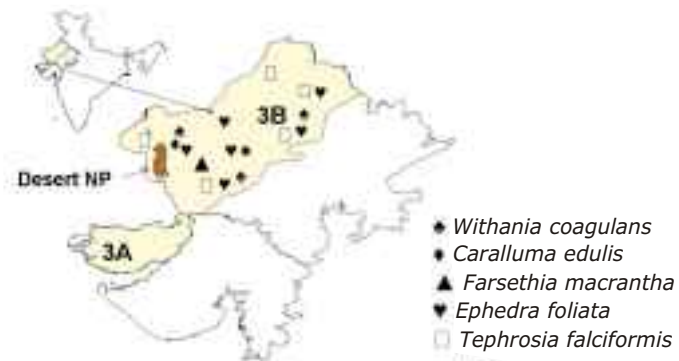 3B
Desert NP
3A
Withania coagulans
Caralluma edulis
Farsethia macrantha
Ephedra foliata
Tephrosia falciformis